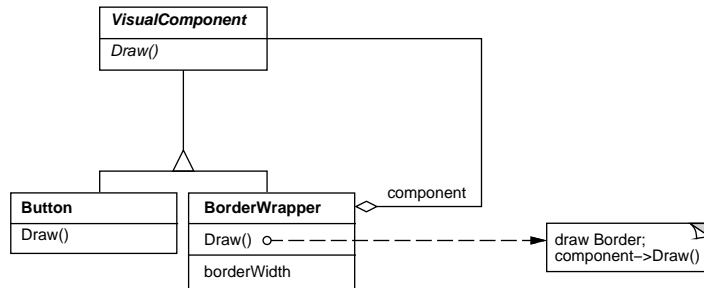 VisualComponent
Draw()
component
Button
Draw()
BorderWrapper
Draw()
borderWidth
draw Border;
component−>Draw()